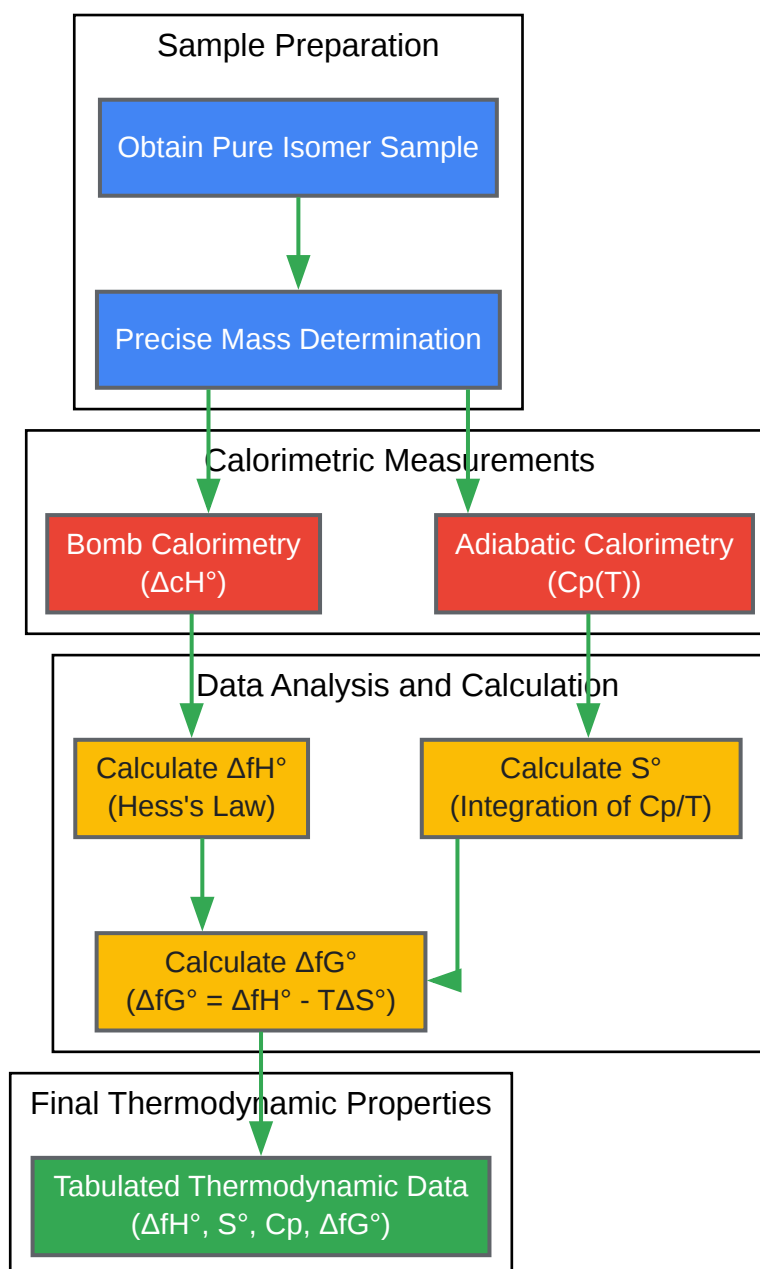 Sample Preparation
Obtain Pure Isomer Sample
Precise Mass Determination
Calorimetric Measurements
Bomb Calorimetry
(ΔcH°)
Adiabatic Calorimetry
(Cp(T))
Data Analysis and Calculation
Calculate ΔfH°
(Hess's Law)
Calculate S°
(Integration of Cp/T)
Calculate ΔfG°
(ΔfG° = ΔfH° - TΔS°)
Final Thermodynamic Properties
Tabulated Thermodynamic Data
(ΔfH°, S°, Cp, ΔfG°)